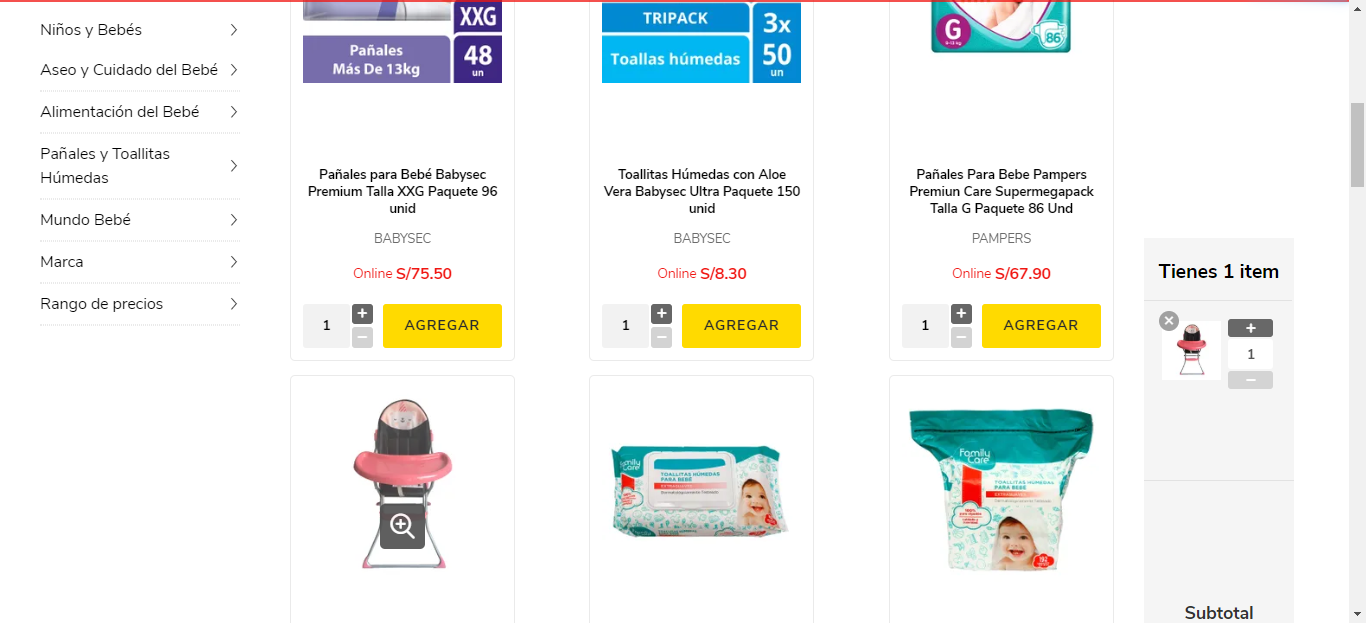 Niños y Bebés
Aseo y Cuidado del Bebé
Alimentación del Bebé
Pañales y Toallitas
Húmedas
Mundo Bebé
Marca
Rango de precios
XXG
Pañales
Más De 13kg
48
un
Pañales para Bebé Babysec
Premium Talla XXG Paquete 96
unid
BABYSEC
Online S/75.50
1
AGREGAR
TRIPACK
3x
Toallas húmedas
50
un
Toallitas Húmedas con Aloe
Vera Babysec Ultra Paquete 150
unid
BABYSEC
Online S/8.30
1
AGREGAR
G
86
Pañales Para Bebe Pampers
Premiun Care Supermegapack
Talla G Paquete 86 Und
PAMPERS
Online S/67.90
1
AGREGAR
Family
Care
TOALLITAS HÚMEDAS
PARA BEBÉ
Family
Care
TOALLITAS HÚMEDAS
PARA BEBÉ
Tienes 1 item
1
Subtotal